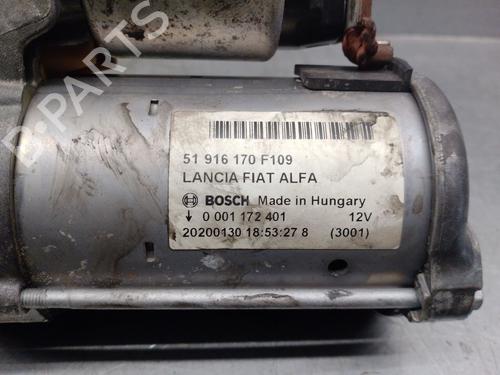 B-PARTS
51 916 170 F109
LANCIA FIAT ALFA
BOSCH Made in Hungary
↓ 0 001 172 401 12V
20200130 18:53:27 8 (3001)